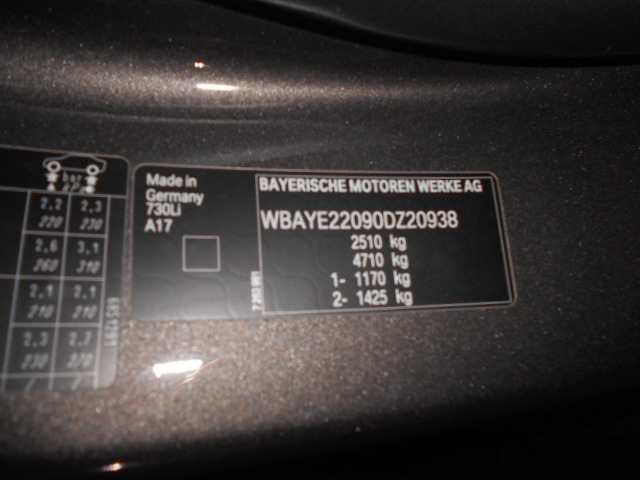 bar
2.2 2.3
220 230
2.6 3.1
260 310
2.1 2.1
210 210
2.3 2.7
230 270
Made in
Germany
730Li
A17
BAYERISCHE MOTOREN WERKE AG
WBAYE22090DZ20938
2510 kg
4710 kg
1- 1170 kg
2- 1425 kg